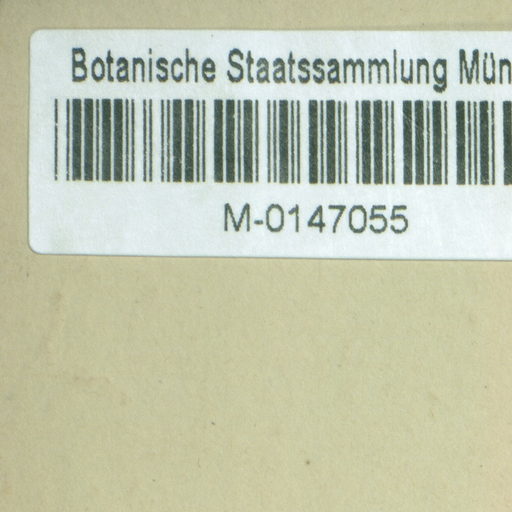 Botanische Staatssammlung Mün
M-0147055